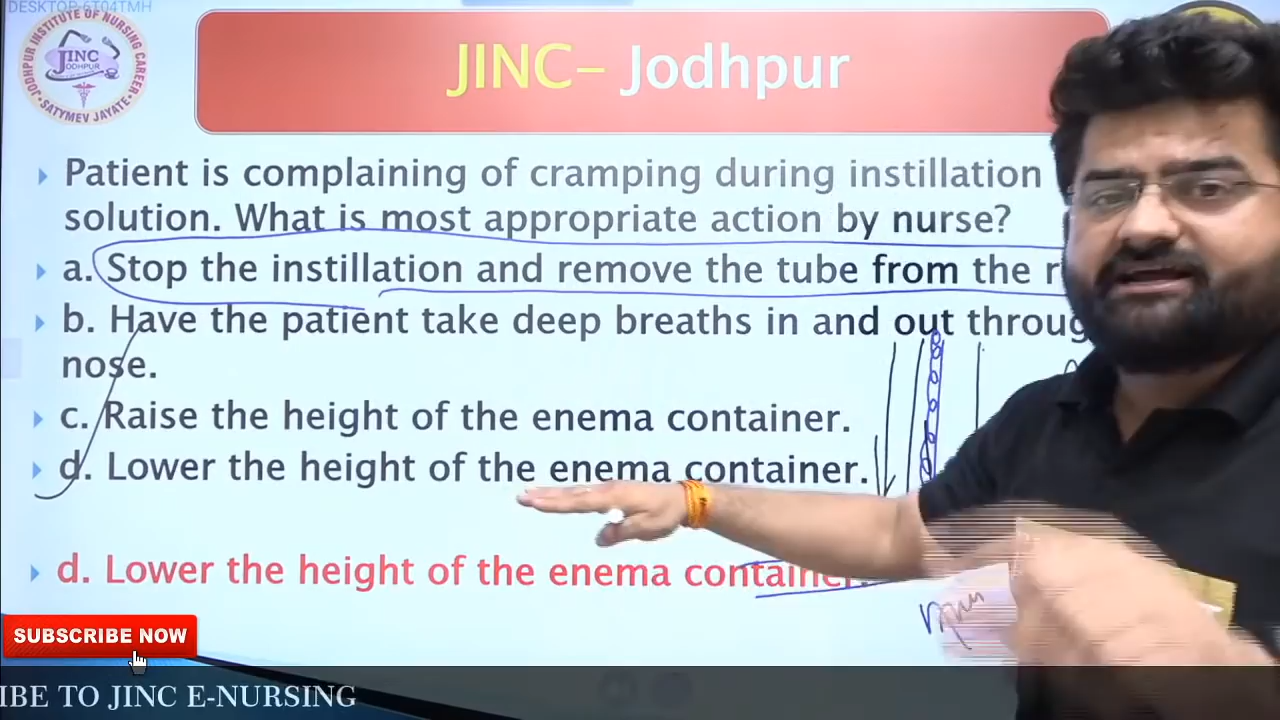 DESKTOP-6T04TMH
JODHPUR INSTITUTE OF NURSING CAREER
JINC
JODHPUR
SATYMEV JAYATE
JINC– Jodhpur
Patient is complaining of cramping during instillation
solution. What is most appropriate action by nurse?
a. Stop the instillation and remove the tube from the r
b. Have the patient take deep breaths in and out throug
nose.
c. Raise the height of the enema container.
d. Lower the height of the enema container.
d. Lower the height of the enema container.
SUBSCRIBE NOW
IBE TO JINC E-NURSING